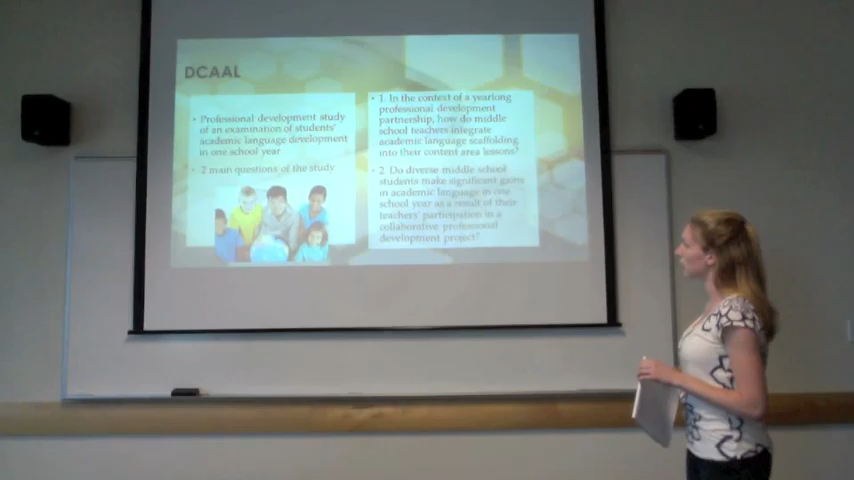 DCAAL
• Professional development study
of an examination of students'
academic language development
in one school year
• 2 main questions of the study
• 1. In the context of a yearlong
professional development
partnership, how do middle
school teachers integrate
academic language scaffolding
into their content area lessons?
• 2. Do diverse middle school
students make significant gains
in academic language in one
school year as a result of their
teachers' participation in a
collaborative professional
development project?